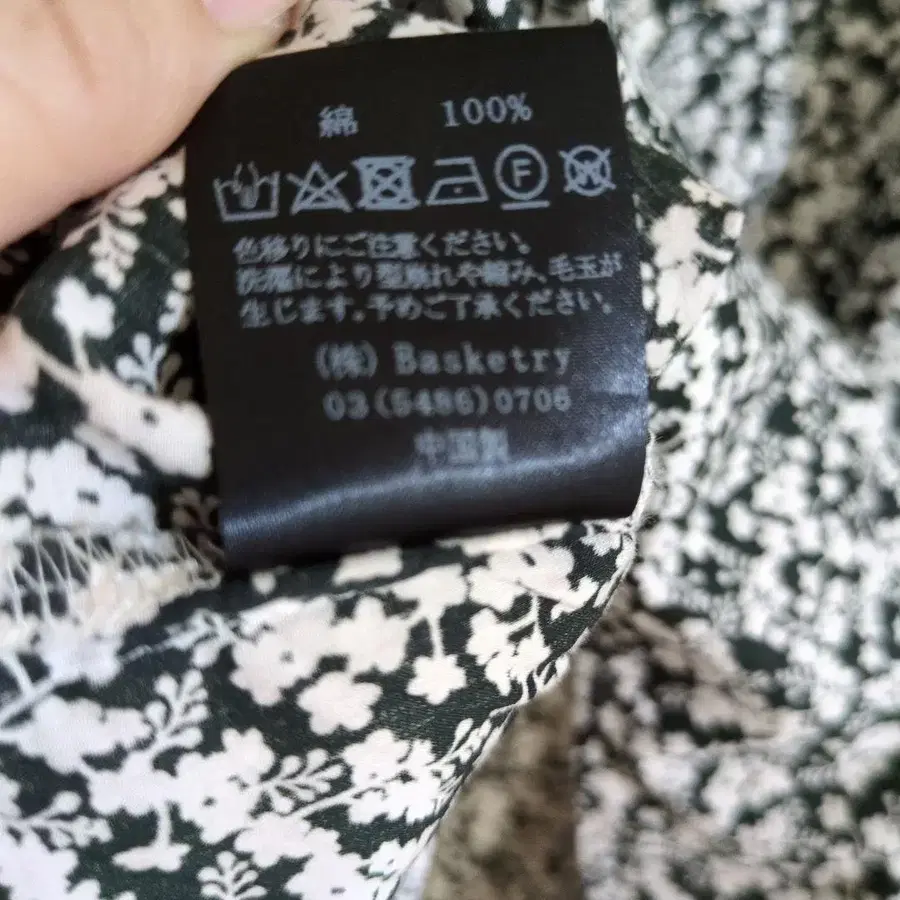 綿 100%
F W
色移りにご注意ください。
洗濯により型崩れや縮み、毛玉が
生じます。予めご了承ください。
(株) Basketry
03(5486)0706
中国製